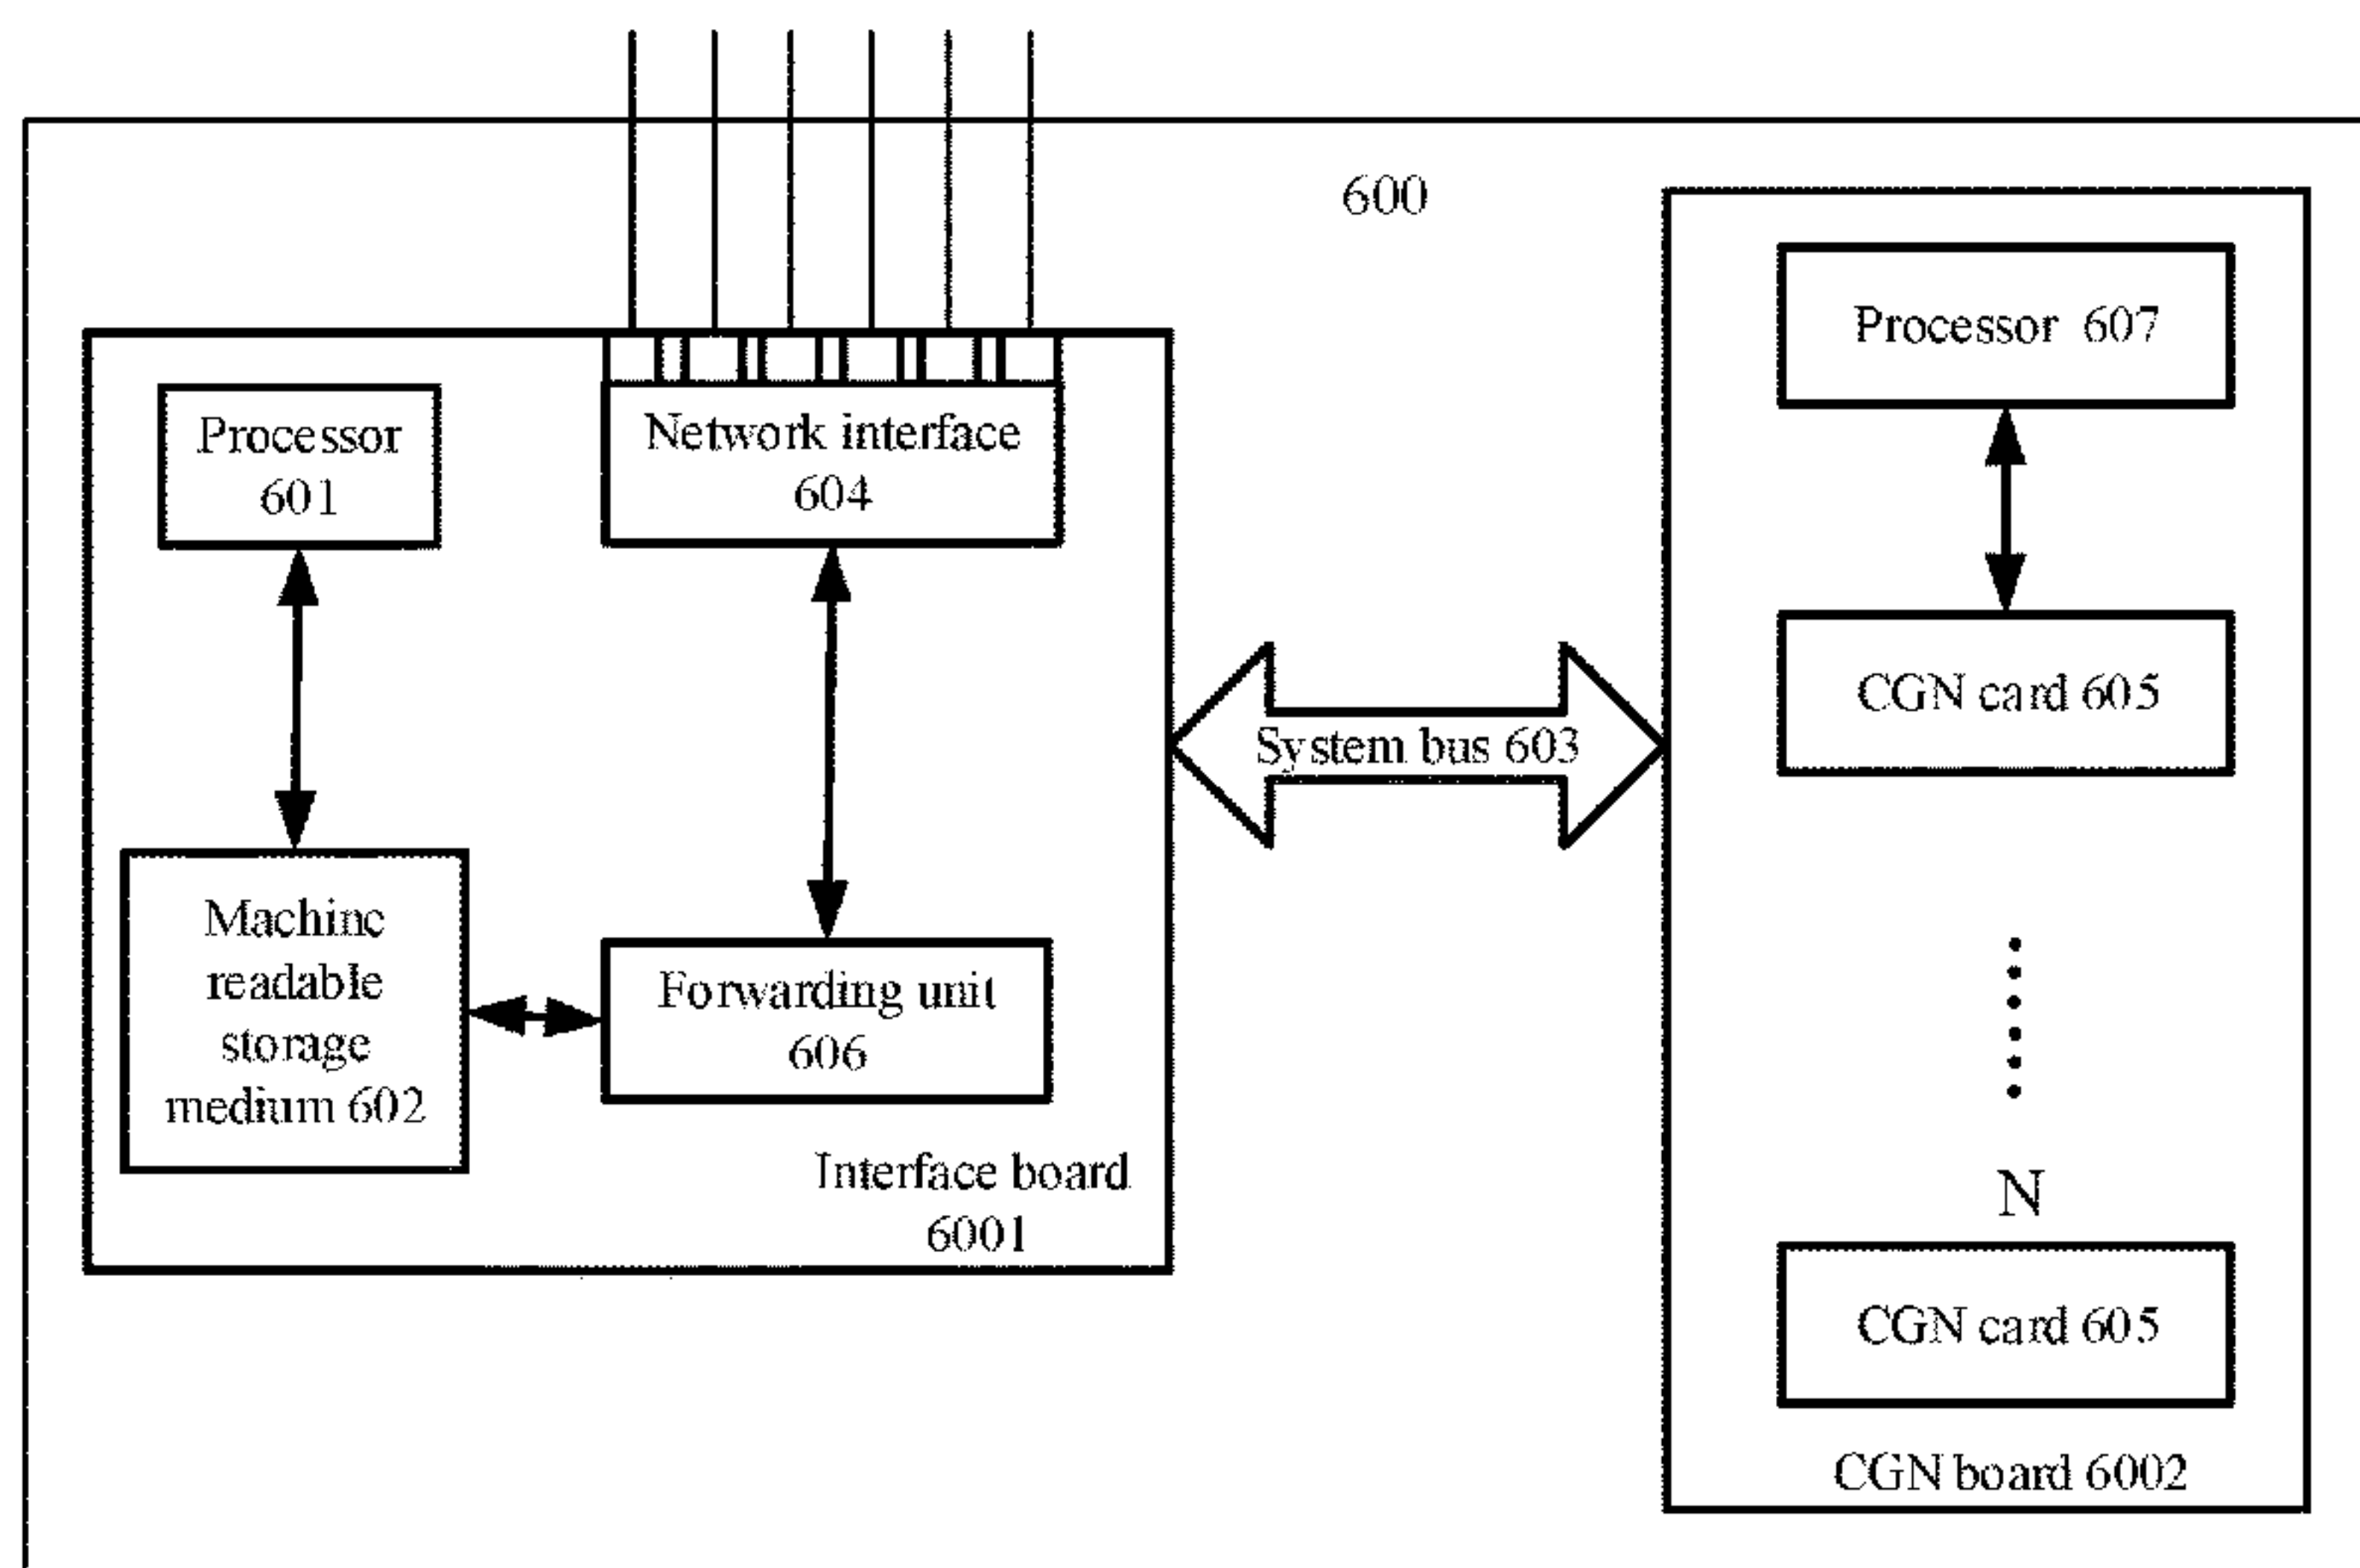 600
Processor
601
Network interface
604
Machine
readable
storage
medium 602
Forwarding unit
606
Interface board
6001
System bus 603
Processor 607
CGN card 605
N
CGN card 605
CGN board 6002